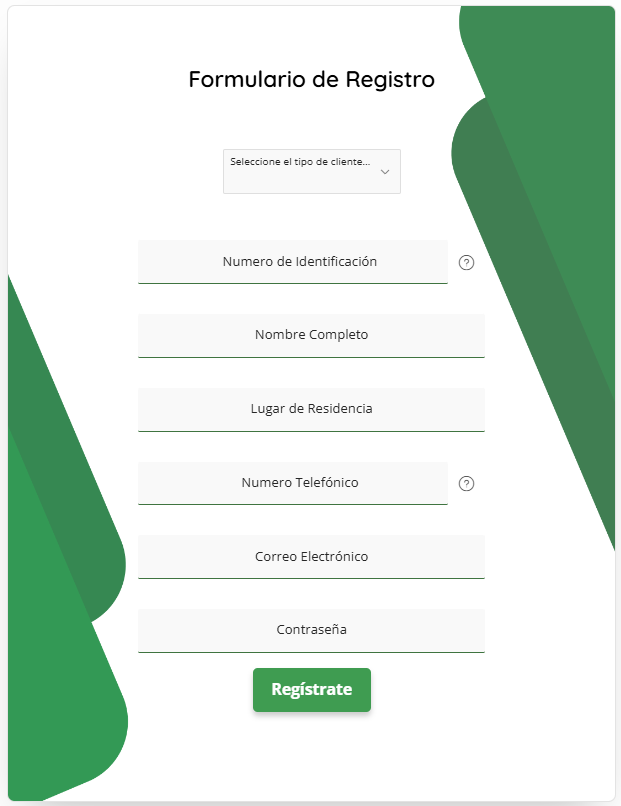 Formulario de Registro
Seleccione el tipo de cliente...
Numero de Identificación
Nombre Completo
Lugar de Residencia
Numero Telefónico
Correo Electrónico
Contraseña
Regístrate